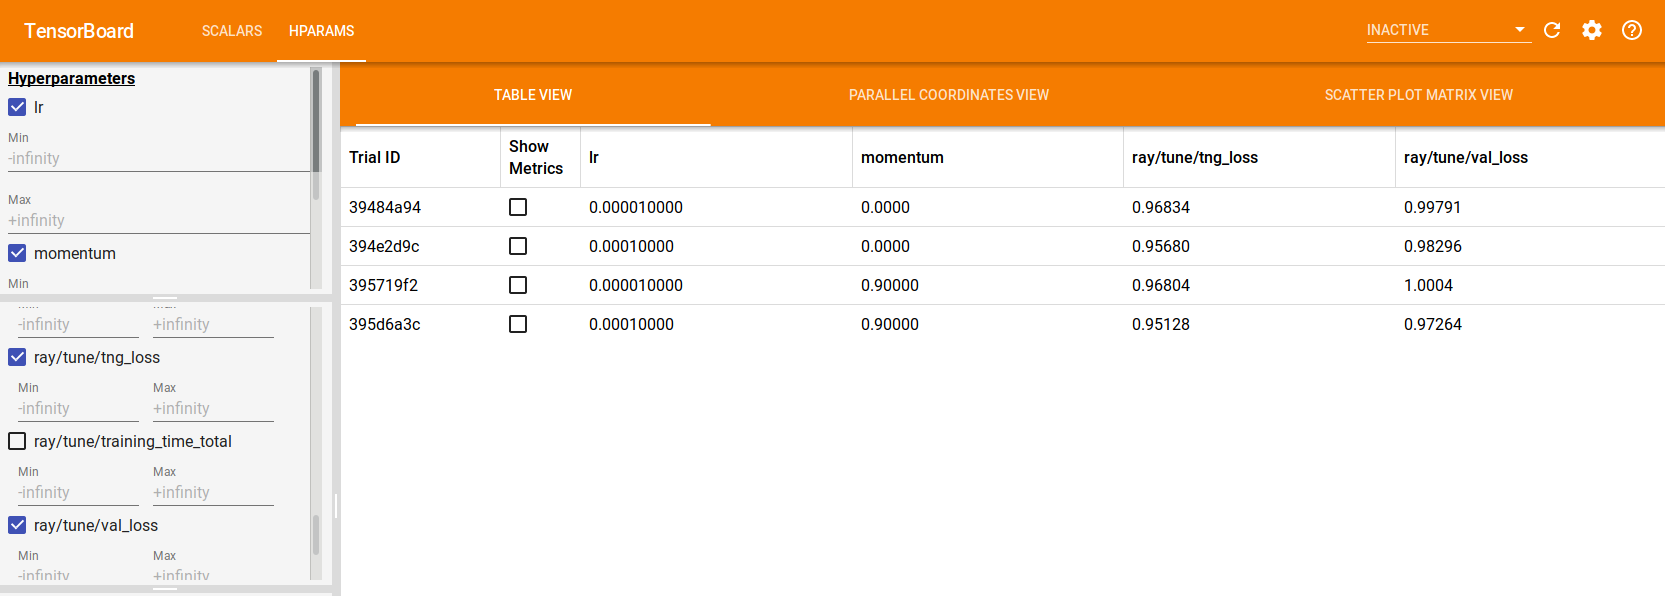 TensorBoard SCALARS HPARAMS INACTIVE
Hyperparameters
lr
Min
-infinity
Max
+infinity
momentum
Min
-infinity +infinity
ray/tune/tng_loss
Min Max
-infinity +infinity
ray/tune/training_time_total
Min Max
-infinity +infinity
ray/tune/val_loss
Min Max
-infinity +infinity
TABLE VIEW PARALLEL COORDINATES VIEW SCATTER PLOT MATRIX VIEW
Trial ID Show Metrics lr momentum ray/tune/tng_loss ray/tune/val_loss
39484a94 0.000010000 0.0000 0.96834 0.99791
394e2d9c 0.00010000 0.0000 0.95680 0.98296
395719f2 0.000010000 0.90000 0.96804 1.0004
395d6a3c 0.00010000 0.90000 0.95128 0.97264